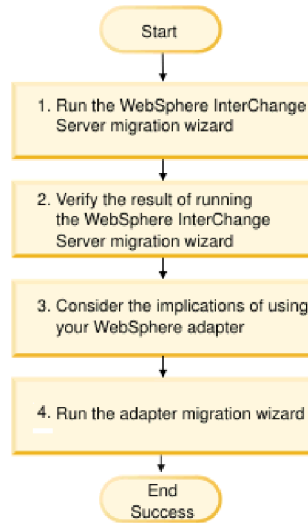 Start
1. Run the WebSphere InterChange
Server migration wizard
2. Verify the result of running
the WebSphere InterChange
Server migration wizard
3. Consider the implications of using
your WebSphere adapter
4. Run the adapter migration wizard
End
Success